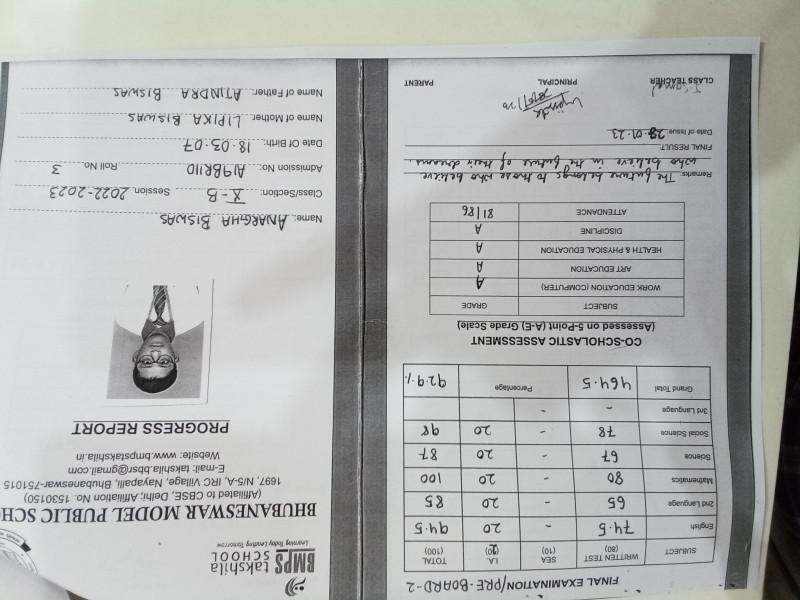 FINAL EXAMINATION/PRE-BOARD-2
SUBJECT WRITTEN TEST (80) SEA (10) I.A (20) TOTAL (100)
English 74.5 - 20 94.5
2nd Language 65 - 20 85
Mathematics 80 - 20 100
Science 67 - 20 87
Social Science 78 - 20 98
3rd Language - -
Grand Total 464.5 Percentage 92.9%
CO-SCHOLASTIC ASSESSMENT
(Assessed on 5-Point (A-E) Grade Scale)
SUBJECT GRADE
WORK EDUCATION (COMPUTER) A
ART EDUCATION A
HEALTH & PHYSICAL EDUCATION A
DISCIPLINE A
ATTENDANCE 81/86
Remarks: The future belongs to those who believe
who believe in the future of their dreams.
FINAL RESULT:
Date of Issue: 28.01.23
CLASS TEACHER PRINCIPAL PARENT
BMPS takshila SCHOOL
Learning Today Leading Tomorrow
BHUBANESWAR MODEL PUBLIC SCHO
(Affiliated to CBSE, Delhi; Affiliation No. 1530150)
1697, N/5-A, IRC Village, Nayapalli, Bhubaneswar-751015
E-mail: takshila.bbsr@gmail.com
Website: www.bmpstakshila.in
PROGRESS REPORT
Name: ANARGHA BISWAS
Class/Section: X-B Session 2022-2023
Admission No: A19BR110 Roll No 3
Date Of Birth: 18.03.07
Name of Mother: LIPIKA BISWAS
Name of Father: ATINDRA BISWAS